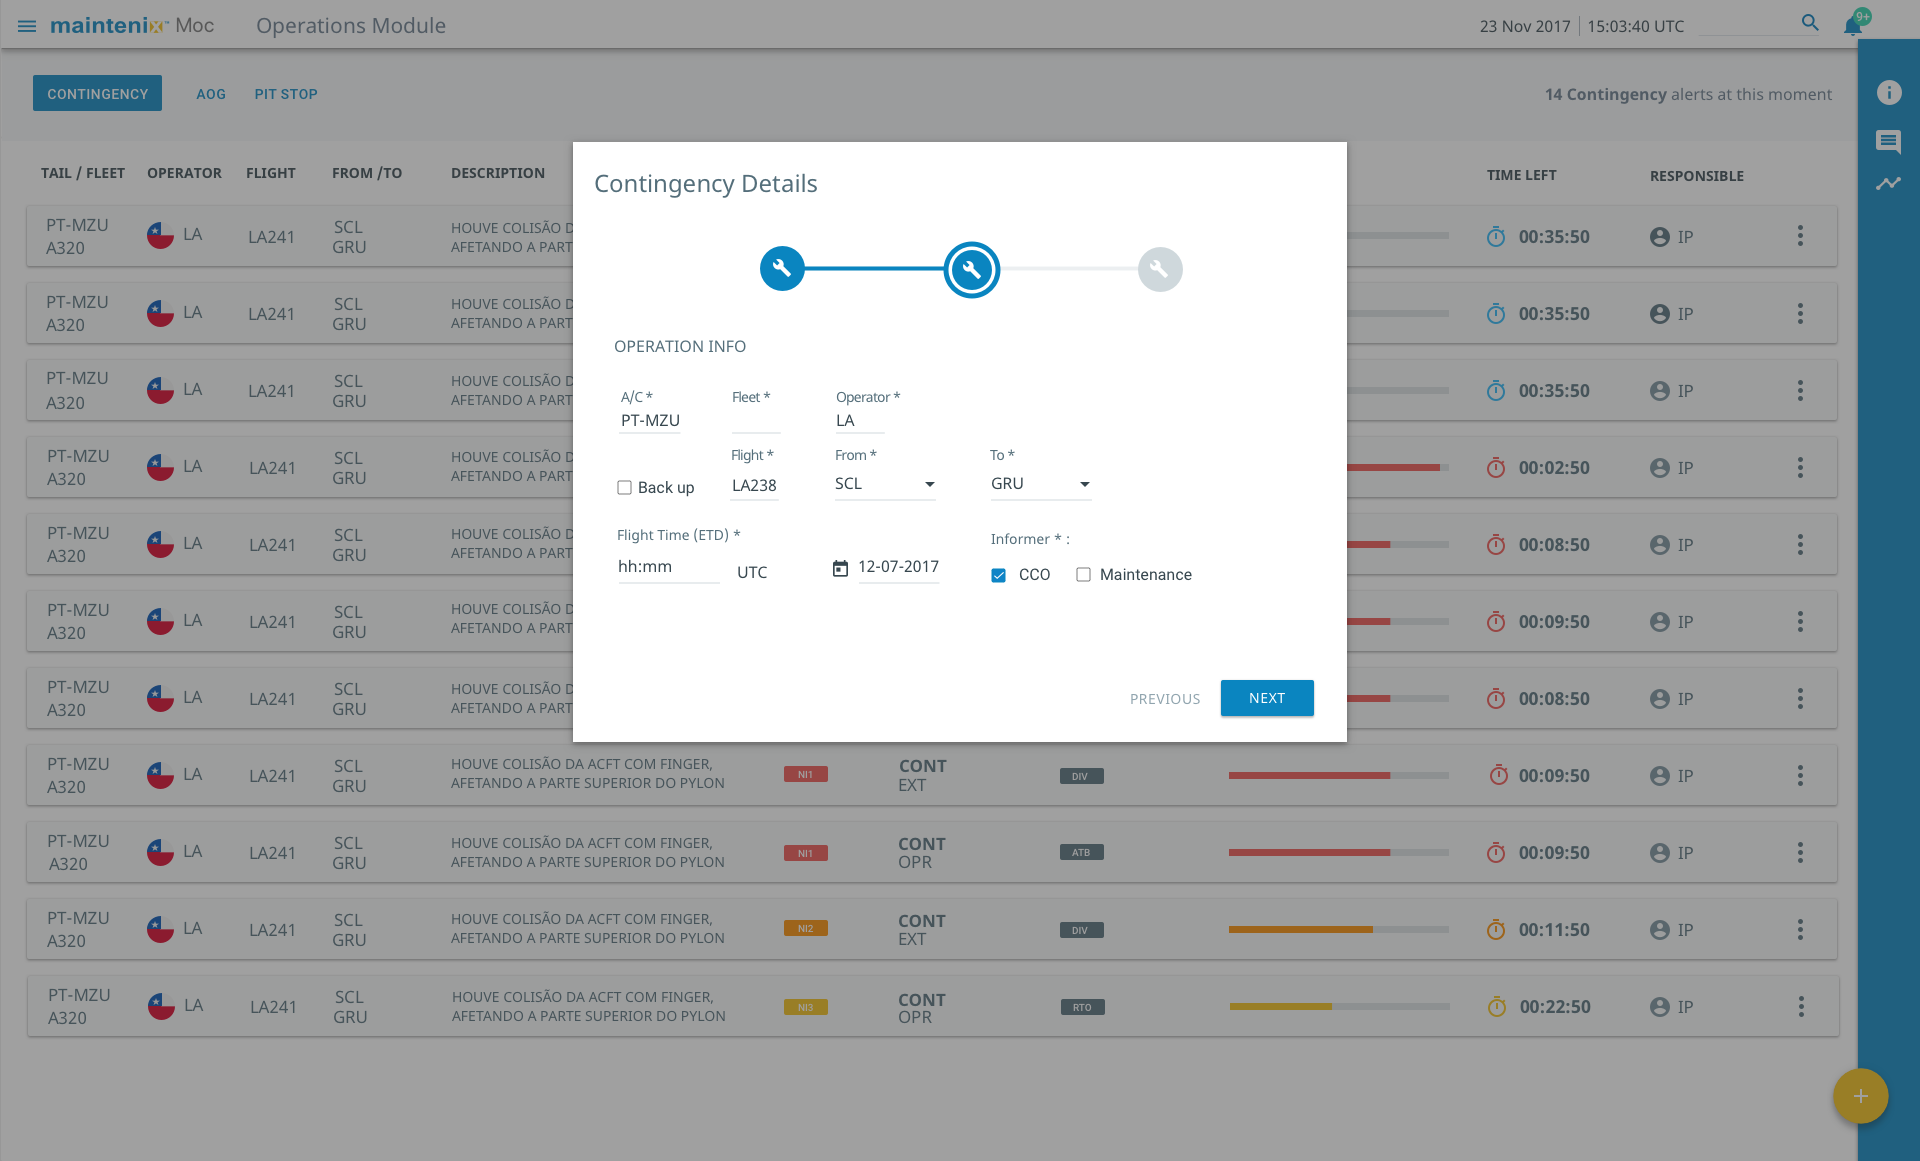 maintenix Moc Operations Module 23 Nov 2017 15:03:40 UTC 9+
CONTINGENCY AOG PIT STOP 14 Contingency alerts at this moment
TAIL / FLEET OPERATOR FLIGHT FROM /TO DESCRIPTION TIME LEFT RESPONSIBLE
Contingency Details
OPERATION INFO
A/C * Fleet * Operator *
PT-MZU LA
Flight * From * To *
Back up LA238 SCL GRU
Flight Time (ETD) * Informer * :
hh:mm UTC 12-07-2017 CCO Maintenance
PREVIOUS NEXT
PT-MZU LA LA241 SCL HOUVE COLISÃO D 00:35:50 IP
A320 GRU AFETANDO A PART
PT-MZU LA LA241 SCL HOUVE COLISÃO D 00:35:50 IP
A320 GRU AFETANDO A PART
PT-MZU LA LA241 SCL HOUVE COLISÃO D 00:35:50 IP
A320 GRU AFETANDO A PART
PT-MZU LA LA241 SCL HOUVE COLISÃO D 00:02:50 IP
A320 GRU AFETANDO A PART
PT-MZU LA LA241 SCL HOUVE COLISÃO D 00:08:50 IP
A320 GRU AFETANDO A PART
PT-MZU LA LA241 SCL HOUVE COLISÃO D 00:09:50 IP
A320 GRU AFETANDO A PART
PT-MZU LA LA241 SCL HOUVE COLISÃO D 00:08:50 IP
A320 GRU AFETANDO A PART
PT-MZU LA LA241 SCL HOUVE COLISÃO DA ACFT COM FINGER, NI1 CONT DIV 00:09:50 IP
A320 GRU AFETANDO A PARTE SUPERIOR DO PYLON EXT
PT-MZU LA LA241 SCL HOUVE COLISÃO DA ACFT COM FINGER, NI1 CONT ATB 00:09:50 IP
A320 GRU AFETANDO A PARTE SUPERIOR DO PYLON OPR
PT-MZU LA LA241 SCL HOUVE COLISÃO DA ACFT COM FINGER, NI2 CONT DIV 00:11:50 IP
A320 GRU AFETANDO A PARTE SUPERIOR DO PYLON EXT
PT-MZU LA LA241 SCL HOUVE COLISÃO DA ACFT COM FINGER, NI3 CONT RTO 00:22:50 IP
A320 GRU AFETANDO A PARTE SUPERIOR DO PYLON OPR